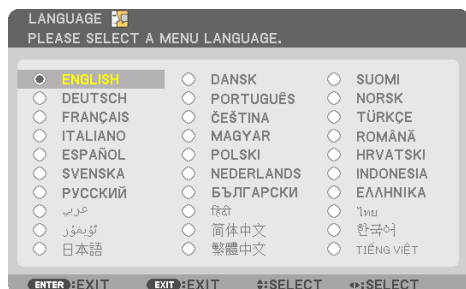 LANGUAGE
PLEASE SELECT A MENU LANGUAGE.
ENGLISH DANSK SUOMI
DEUTSCH PORTUGUÊS NORSK
FRANÇAIS ČEŠTINA TÜRKÇE
ITALIANO MAGYAR ROMÂNĂ
ESPAÑOL POLSKI HRVATSKI
SVENSKA NEDERLANDS INDONESIA
РУССКИЙ БЪЛГАРСКИ ΕΛΛΗΝΙΚΑ
عربي हिंदी ไทย
ئۇيغۇر 简体中文 한국어
日本語 繁體中文 TIẾNG VIỆT
ENTER :EXIT EXIT :EXIT :SELECT :SELECT